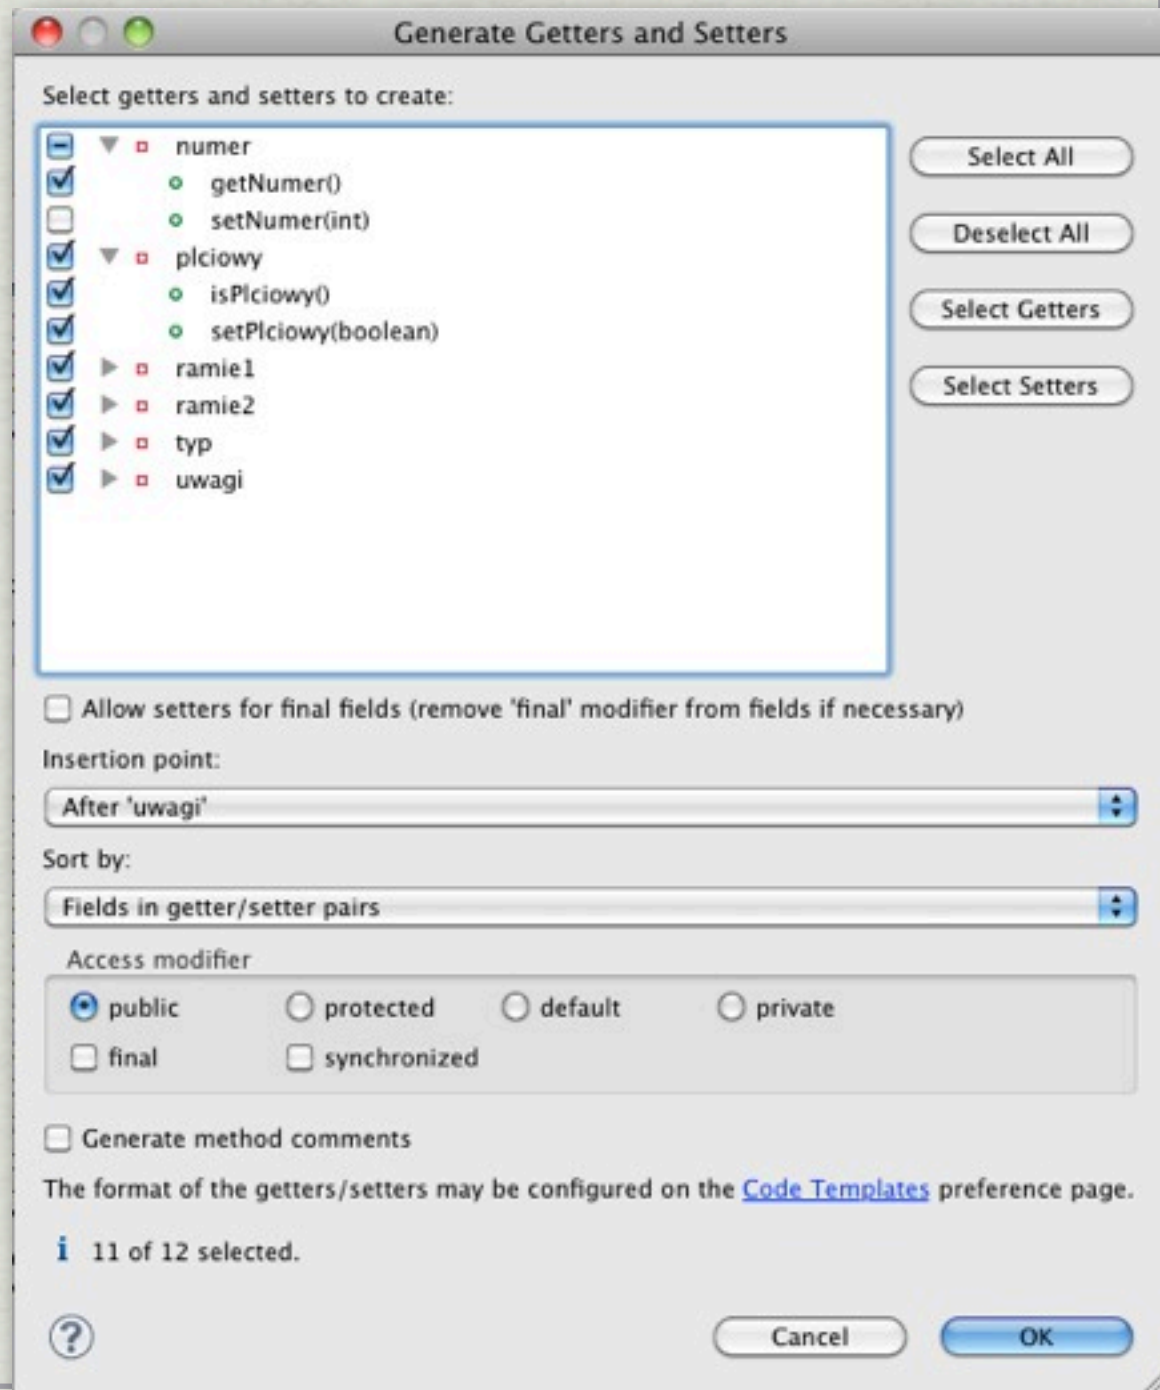 Generate Getters and Setters
Select getters and setters to create:
numer
getNumer()
setNumer(int)
plciowy
isPlciowy()
setPlciowy(boolean)
ramie1
ramie2
typ
uwagi
Select All
Deselect All
Select Getters
Select Setters
Allow setters for final fields (remove 'final' modifier from fields if necessary)
Insertion point:
After 'uwagi'
Sort by:
Fields in getter/setter pairs
Access modifier
public protected default private
final synchronized
Generate method comments
The format of the getters/setters may be configured on the Code Templates preference page.
i 11 of 12 selected.
? Cancel OK